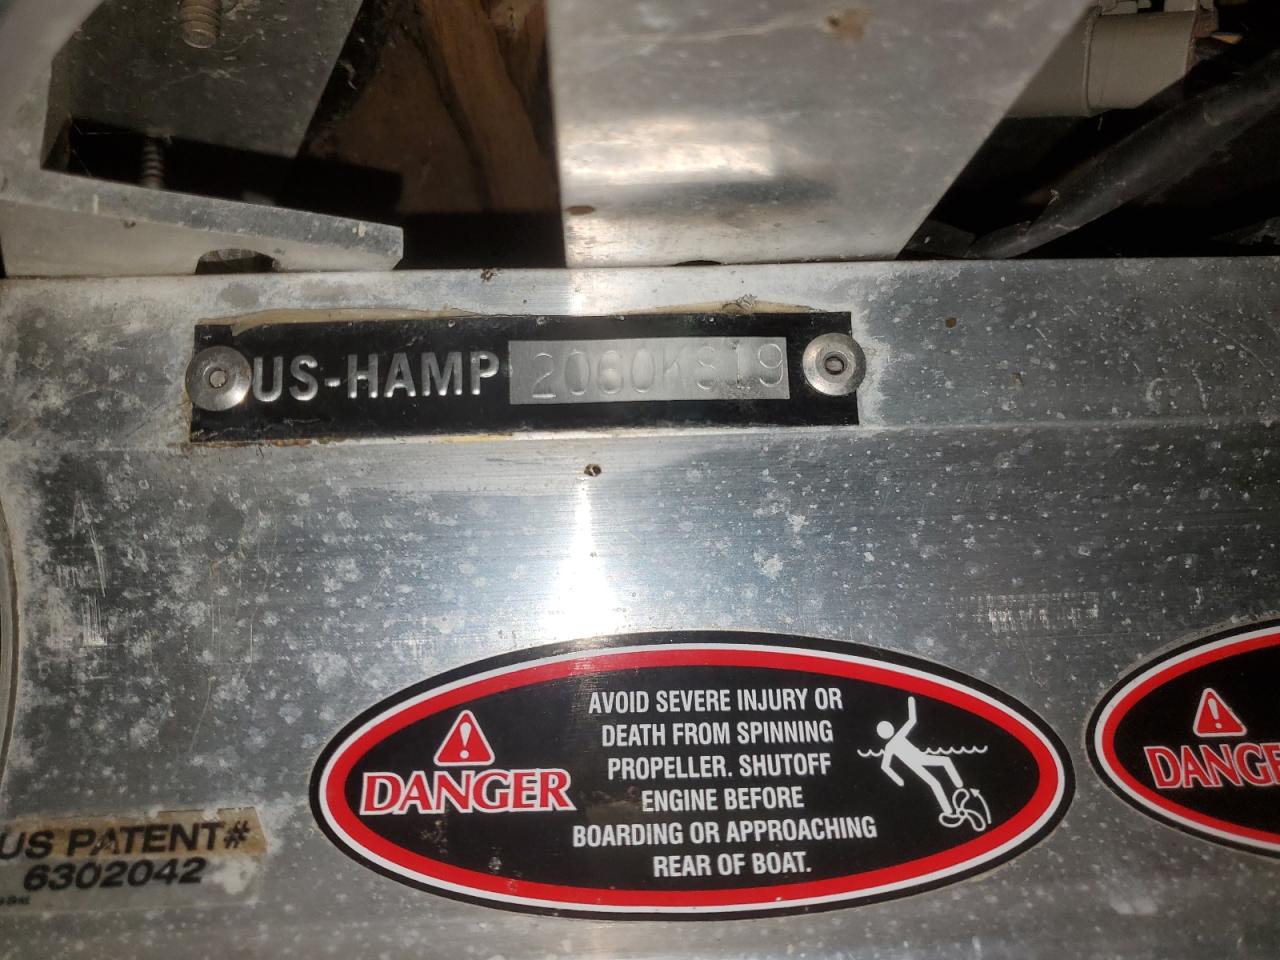 US-HAMP 2060K819
AVOID SEVERE INJURY OR
DEATH FROM SPINNING
PROPELLER. SHUTOFF
ENGINE BEFORE
BOARDING OR APPROACHING
REAR OF BOAT.
DANGER
DANGE
US PATENT#
6302042